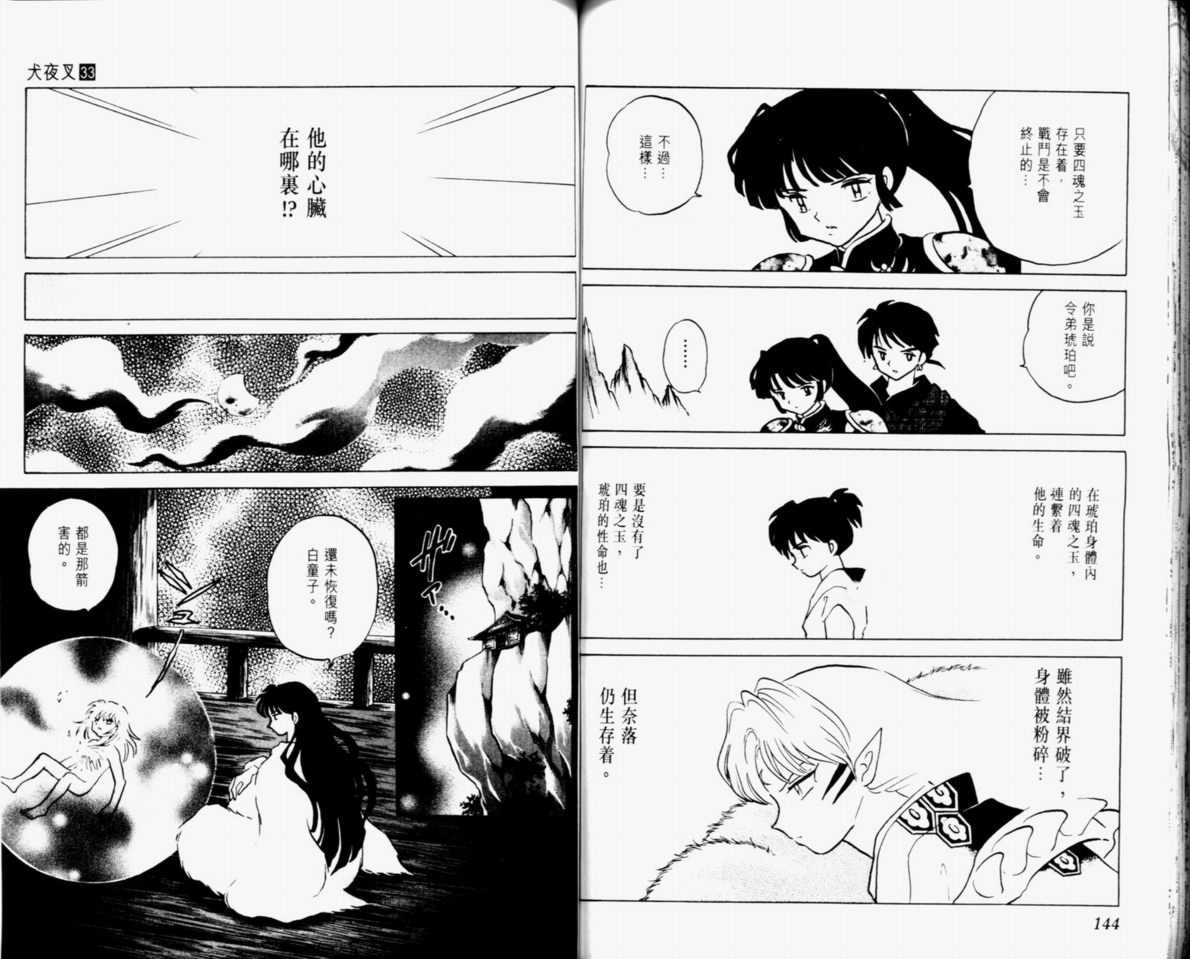 只要四魂之玉
存在着，
戰鬥是不會
終止的…
不過…
這樣…
你是説
令弟琥珀吧。
……
在琥珀身體內
的四魂之玉，
連繫着
他的生命。
要是沒有了
四魂之玉，
琥珀的性命也…
雖然結界破了，
身體被粉碎…
但奈落
仍生存着。
144
犬夜叉33
他的心臟
在哪裏!?
還未恢復嗎？
白童子。
都是那箭
害的。